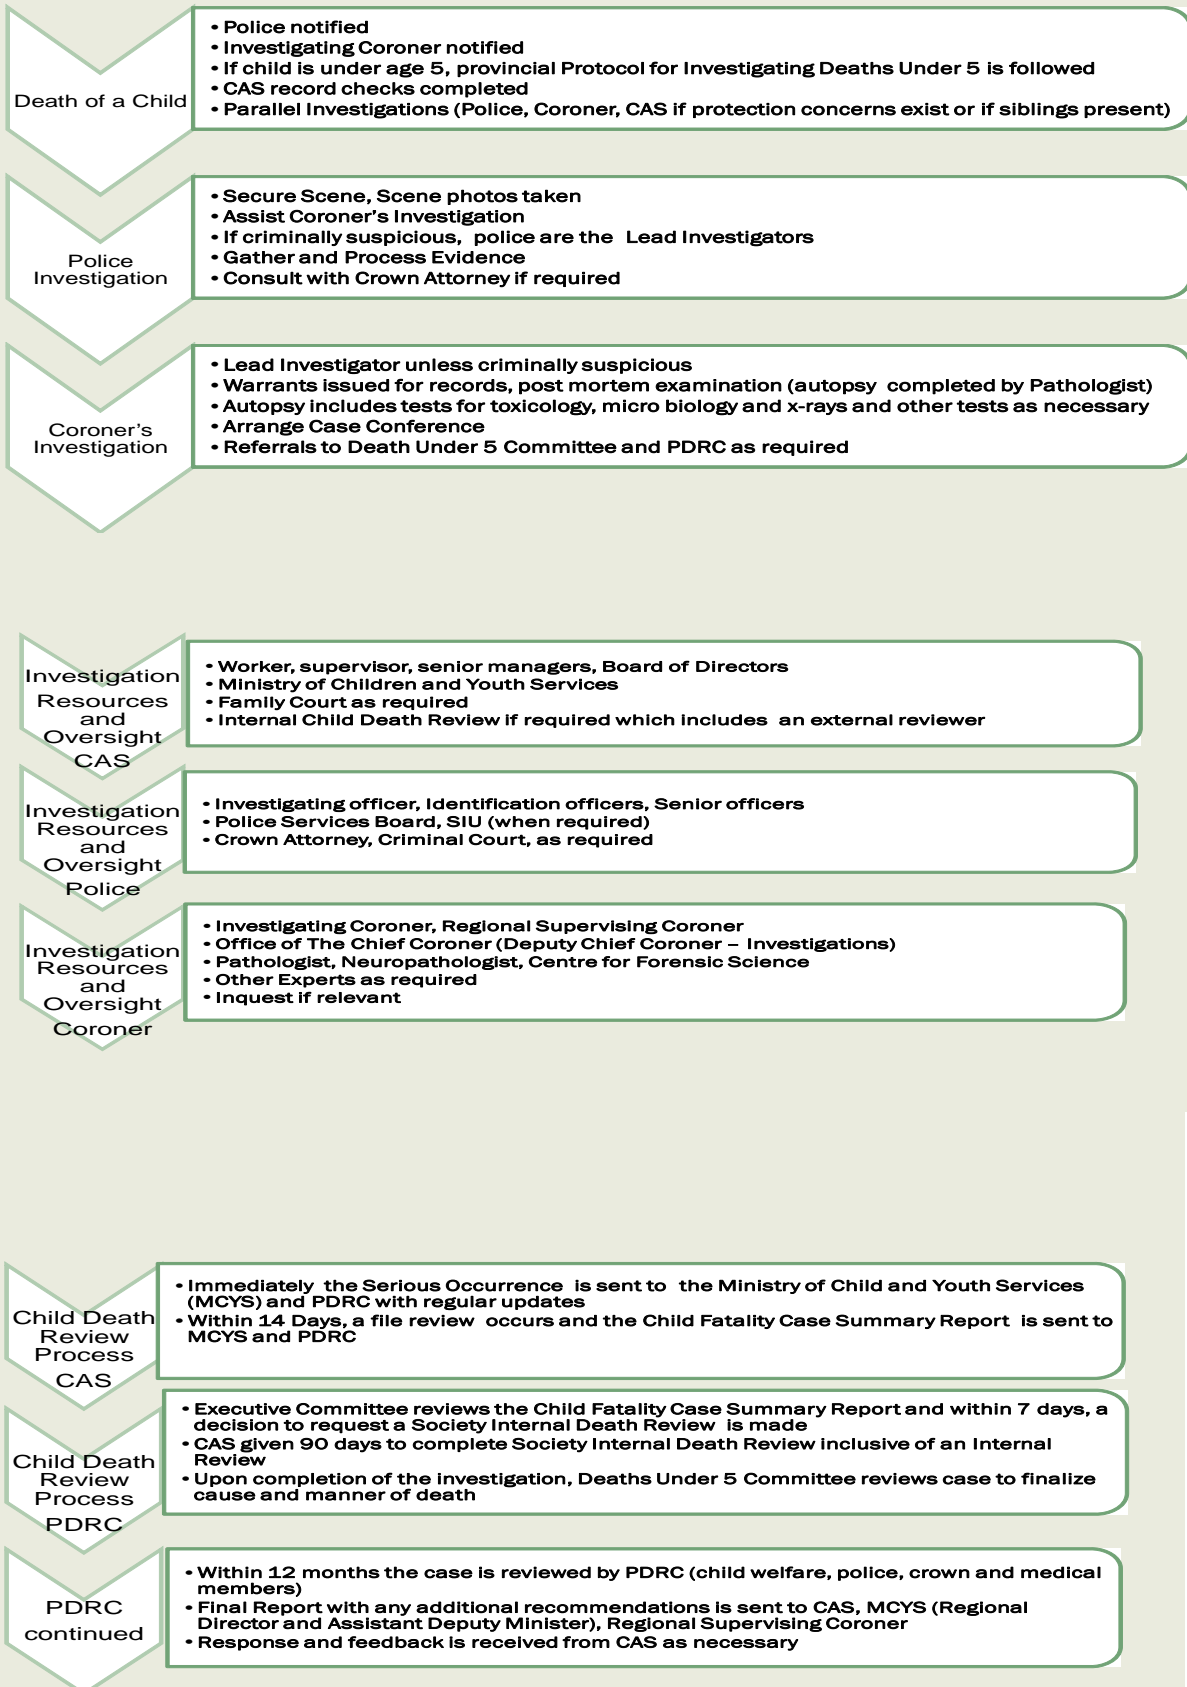 Death of a Child
• Police notified
• Investigating Coroner notified
• If child is under age 5, provincial Protocol for Investigating Deaths Under 5 is followed
• CAS record checks completed
• Parallel Investigations (Police, Coroner, CAS if protection concerns exist or if siblings present)
Police
Investigation
• Secure Scene, Scene photos taken
• Assist Coroner's Investigation
• If criminally suspicious, police are the Lead Investigators
• Gather and Process Evidence
• Consult with Crown Attorney if required
Coroner's
Investigation
• Lead Investigator unless criminally suspicious
• Warrants issued for records, post mortem examination (autopsy completed by Pathologist)
• Autopsy includes tests for toxicology, micro biology and x-rays and other tests as necessary
• Arrange Case Conference
• Referrals to Death Under 5 Committee and PDRC as required
Investigation
Resources
and
Oversight
CAS
• Worker, supervisor, senior managers, Board of Directors
• Ministry of Children and Youth Services
• Family Court as required
• Internal Child Death Review if required which includes an external reviewer
Investigation
Resources
and
Oversight
Police
• Investigating officer, Identification officers, Senior officers
• Police Services Board, SIU (when required)
• Crown Attorney, Criminal Court, as required
Investigation
Resources
and
Oversight
Coroner
• Investigating Coroner, Regional Supervising Coroner
• Office of The Chief Coroner (Deputy Chief Coroner – Investigations)
• Pathologist, Neuropathologist, Centre for Forensic Science
• Other Experts as required
• Inquest if relevant
Child Death
Review
Process
CAS
• Immediately the Serious Occurrence is sent to the Ministry of Child and Youth Services
(MCYS) and PDRC with regular updates
• Within 14 Days, a file review occurs and the Child Fatality Case Summary Report is sent to
MCYS and PDRC
Child Death
Review
Process
PDRC
• Executive Committee reviews the Child Fatality Case Summary Report and within 7 days, a
decision to request a Society Internal Death Review is made
• CAS given 90 days to complete Society Internal Death Review inclusive of an Internal
Review
• Upon completion of the investigation, Deaths Under 5 Committee reviews case to finalize
cause and manner of death
PDRC
continued
• Within 12 months the case is reviewed by PDRC (child welfare, police, crown and medical
members)
• Final Report with any additional recommendations is sent to CAS, MCYS (Regional
Director and Assistant Deputy Minister), Regional Supervising Coroner
• Response and feedback is received from CAS as necessary